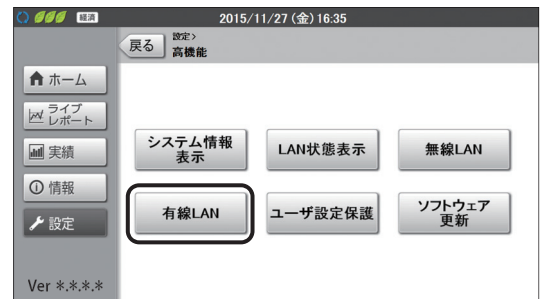 経済 2015/11/27(金)16:35
戻る
設定>
高機能
ホーム
ライブ
レポート
実績
情報
設定
システム情報
表示
LAN状態表示
無線LAN
有線LAN
ユーザ設定保護
ソフトウェア
更新
Ver *.*.*.*